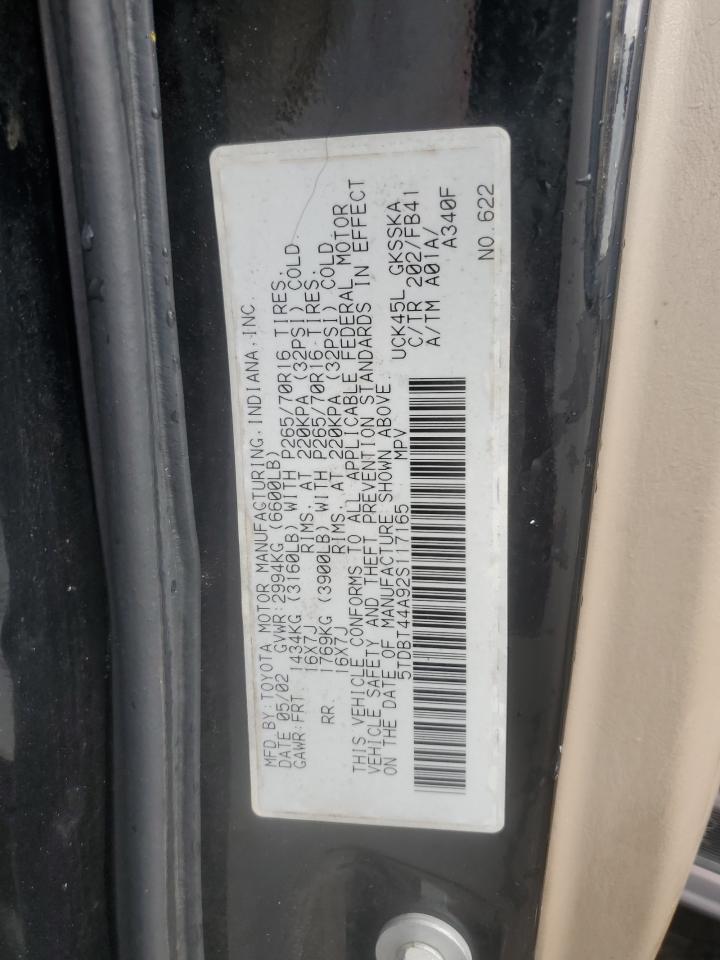 MFD BY:TOYOTA MOTOR MANUFACTURING,INDIANA,INC.
DATE 05/02 GVWR:2994KG (6600LB)
GAWR:FRT. 1434KG (3160LB) WITH P265/70R16 TIRES,
16X7J RIMS, AT 220KPA (32PSI) COLD
RR. 1769KG (3900LB) WITH P265/70R16 TIRES,
16X7J RIMS, AT 220KPA (32PSI) COLD
THIS VEHICLE CONFORMS TO ALL APPLICABLE FEDERAL MOTOR
VEHICLE SAFETY AND THEFT PREVENTION STANDARDS IN EFFECT
ON THE DATE OF MANUFACTURE SHOWN ABOVE.
5TDBT44A92S117165 MPV
UCK45L GKSSKA
C/TR 202/FB41
A/TM A01A/
A340F
NO.622